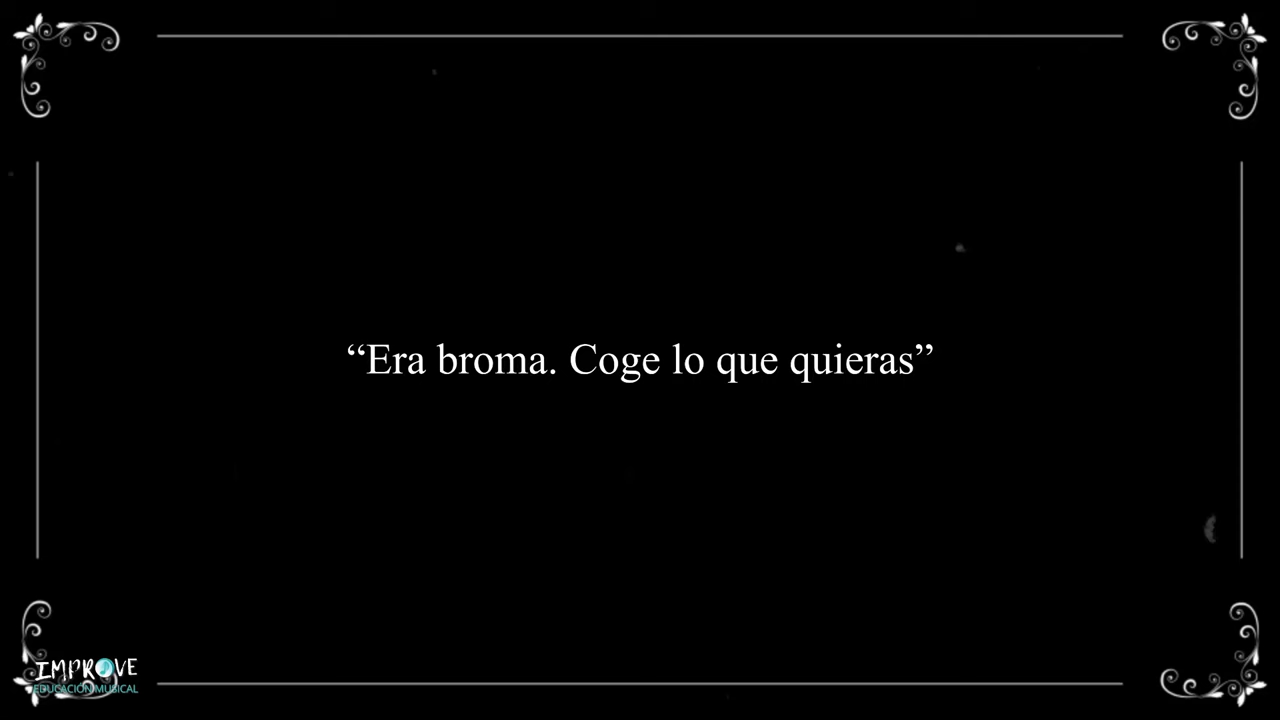 “Era broma. Coge lo que quieras”
IMPROVE
EDUCACIÓN MUSICAL